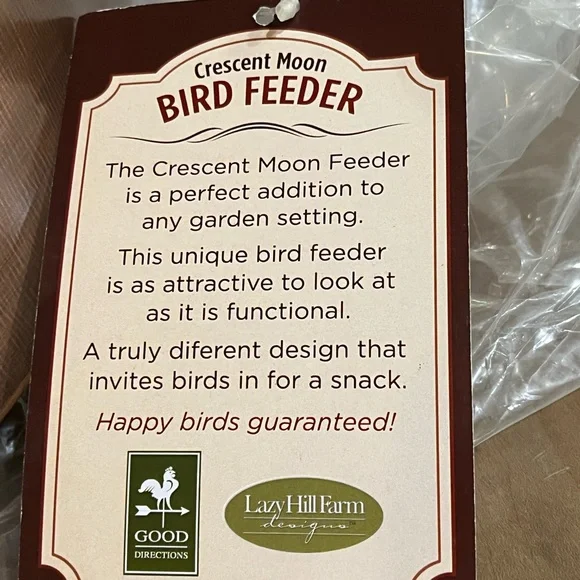 Crescent Moon
BIRD FEEDER
The Crescent Moon Feeder
is a perfect addition to
any garden setting.
This unique bird feeder
is as attractive to look at
as it is functional.
A truly diferent design that
invites birds in for a snack.
Happy birds guaranteed!
GOOD
DIRECTIONS
Lazy Hill Farm
designs™